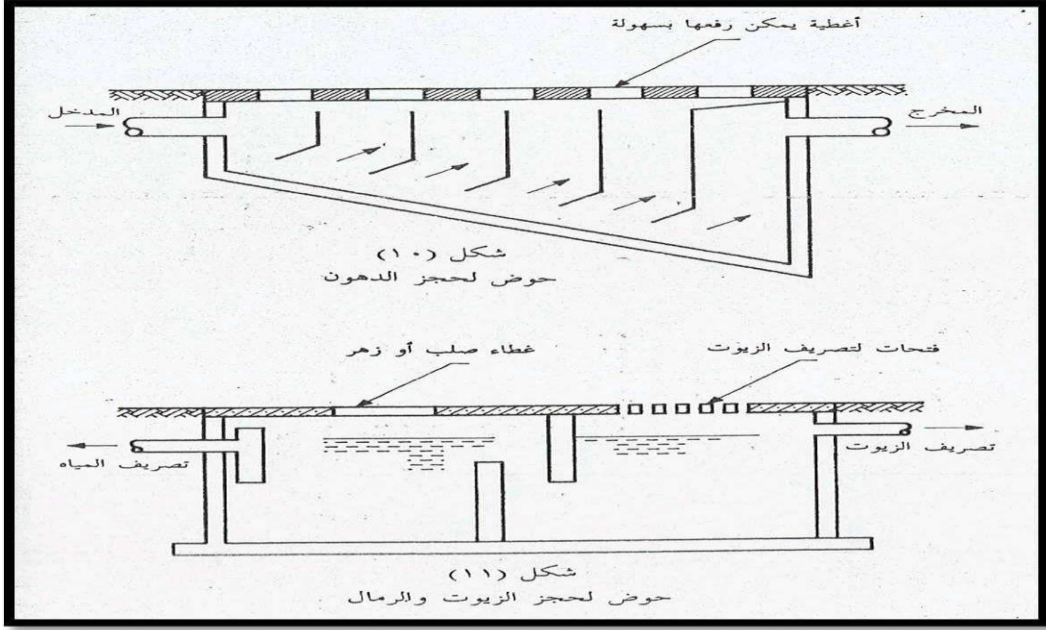 أغطية يمكن رفعها بسهولة
المدخل
المخرج
شكل (١٠)
حوض لحجز الدهون
فتحات لتصريف الزيوت
غطاء صلب أو زهر
تصريف الزيوت
تصريف المياه
شكل (١١)
حوض لحجز الزيوت والرمال